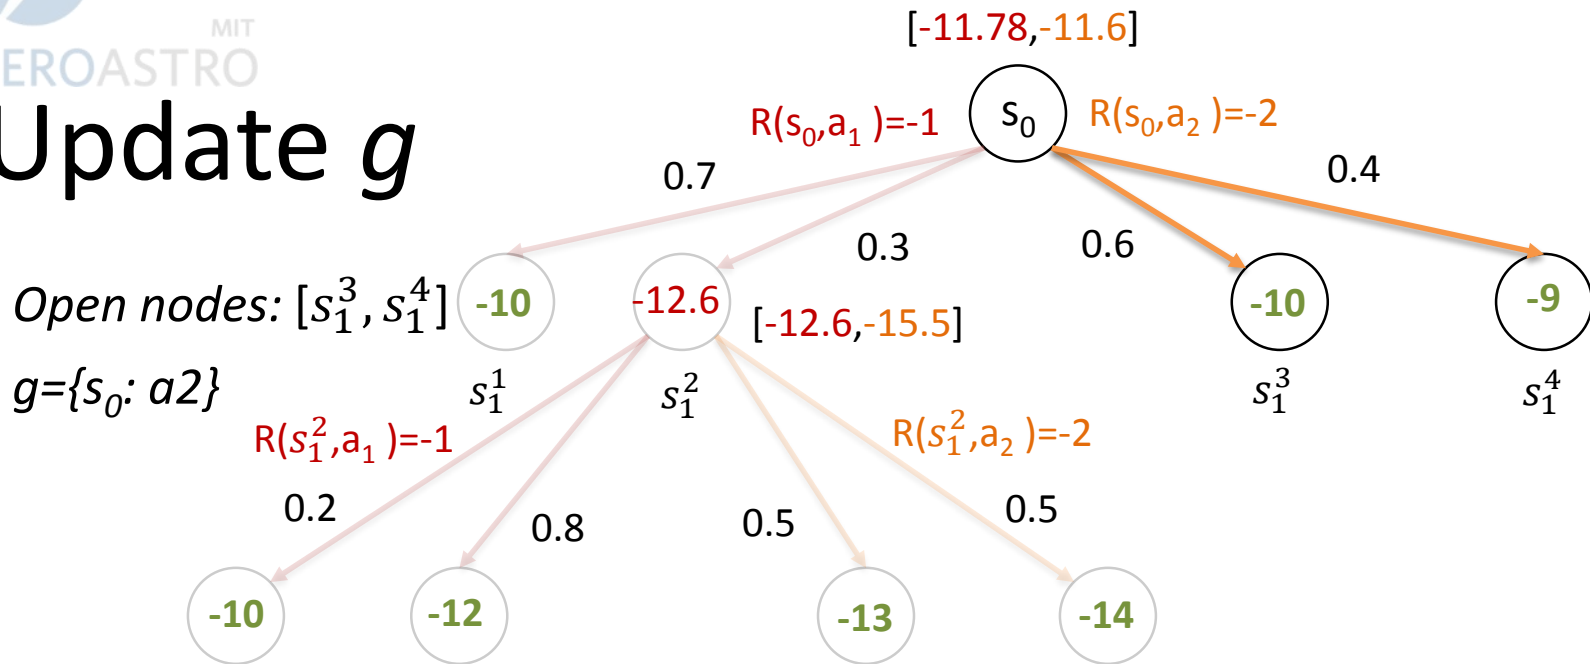 MIT
EROASTRO
[-11.78,-11.6]
Update g
R(s₀,a₁ )=-1
s₀
R(s₀,a₂ )=-2
0.7
0.4
0.3
0.6
Open nodes: [s₁³, s₁⁴]
-10
-12.6
[-12.6,-15.5]
-10
-9
g={s₀: a2}
s₁¹
s₁²
s₁³
s₁⁴
R(s₁²,a₁ )=-1
R(s₁²,a₂ )=-2
0.2
0.8
0.5
0.5
-10
-12
-13
-14